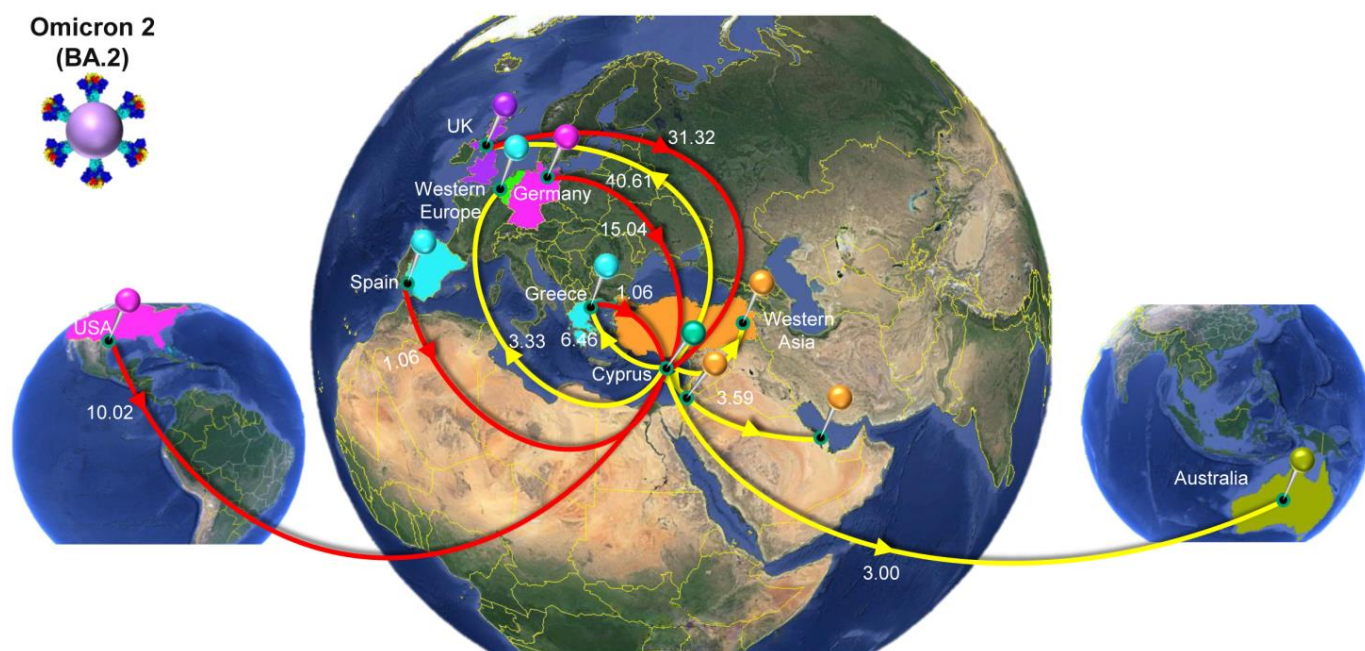 Omicron 2
(BA.2)
UK
31.32
Western
Europe
Germany
40.61
15.04
Spain
Greece
1.06
Western
Asia
USA
3.33
6.46
Cyprus
1.06
3.59
10.02
Australia
3.00